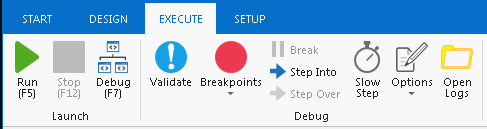 START DESIGN EXECUTE SETUP
Run
(F5)
Stop
(F12)
Debug
(F7)
Launch
Validate
Breakpoints
Break
Step Into
Step Over
Slow
Step
Options
Open
Logs
Debug